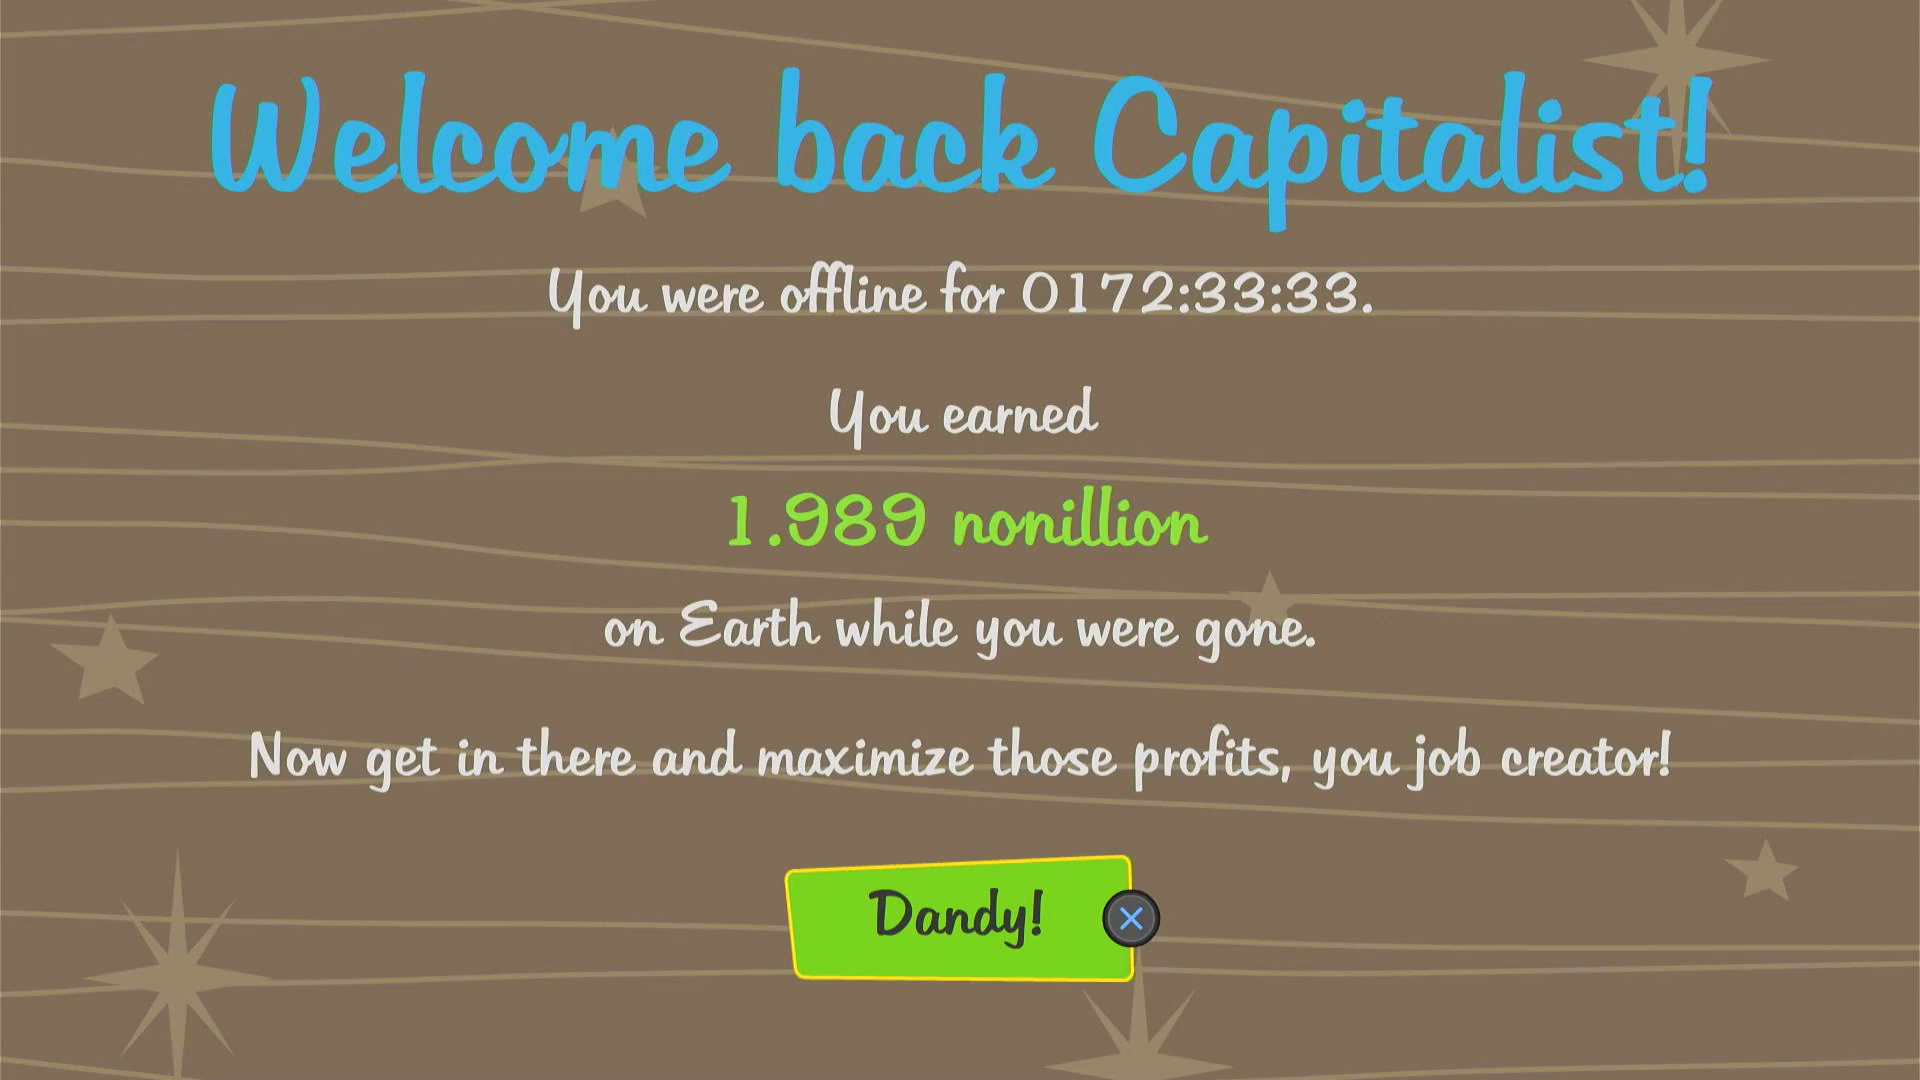 Welcome back Capitalist!
You were offline for 0172:33:33.
You earned
1.989 nonillion
on Earth while you were gone.
Now get in there and maximize those profits, you job creator!
Dandy!